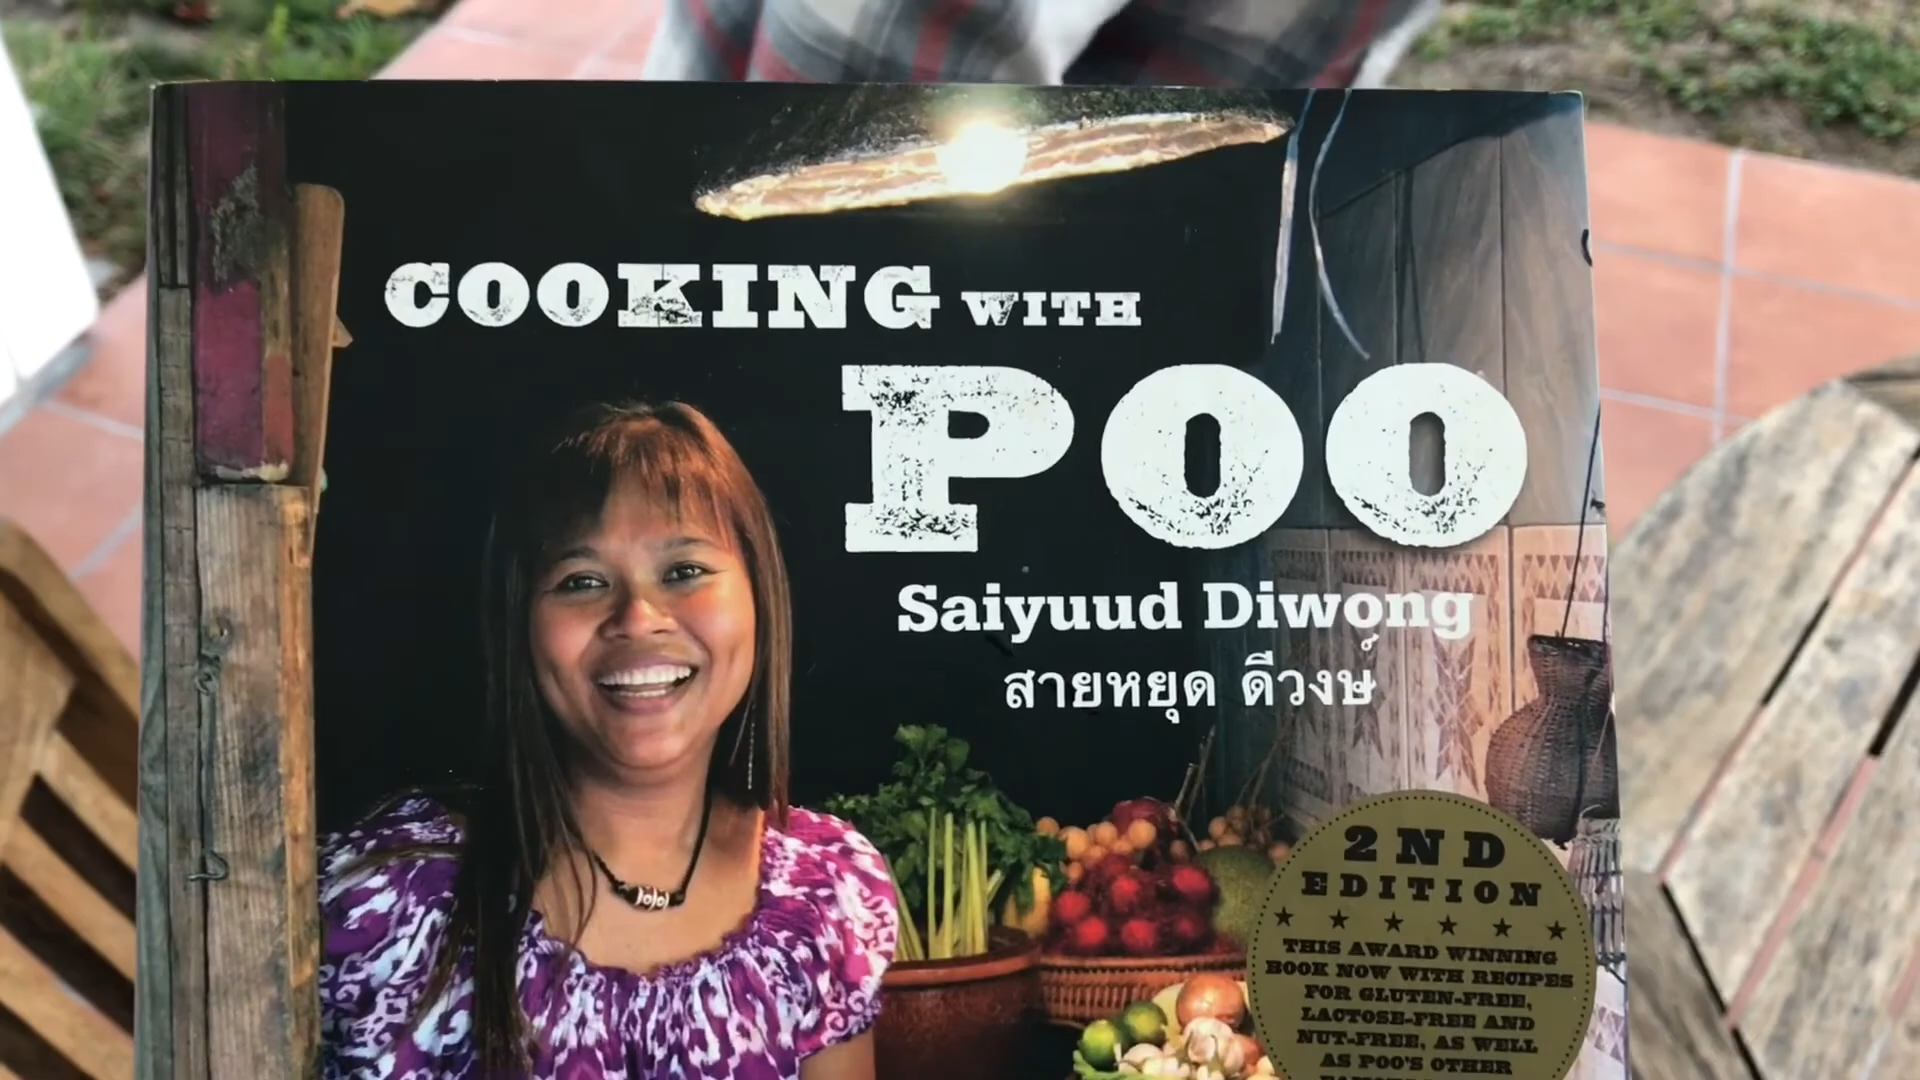 COOKING WITH
POO
Saiyuud Diwong
สายหยุด ดีวงษ์
2ND
EDITION
THIS AWARD WINNING
BOOK NOW WITH RECIPES
FOR GLUTEN-FREE,
LACTOSE-FREE AND
NUT-FREE, AS WELL
AS POO'S OTHER